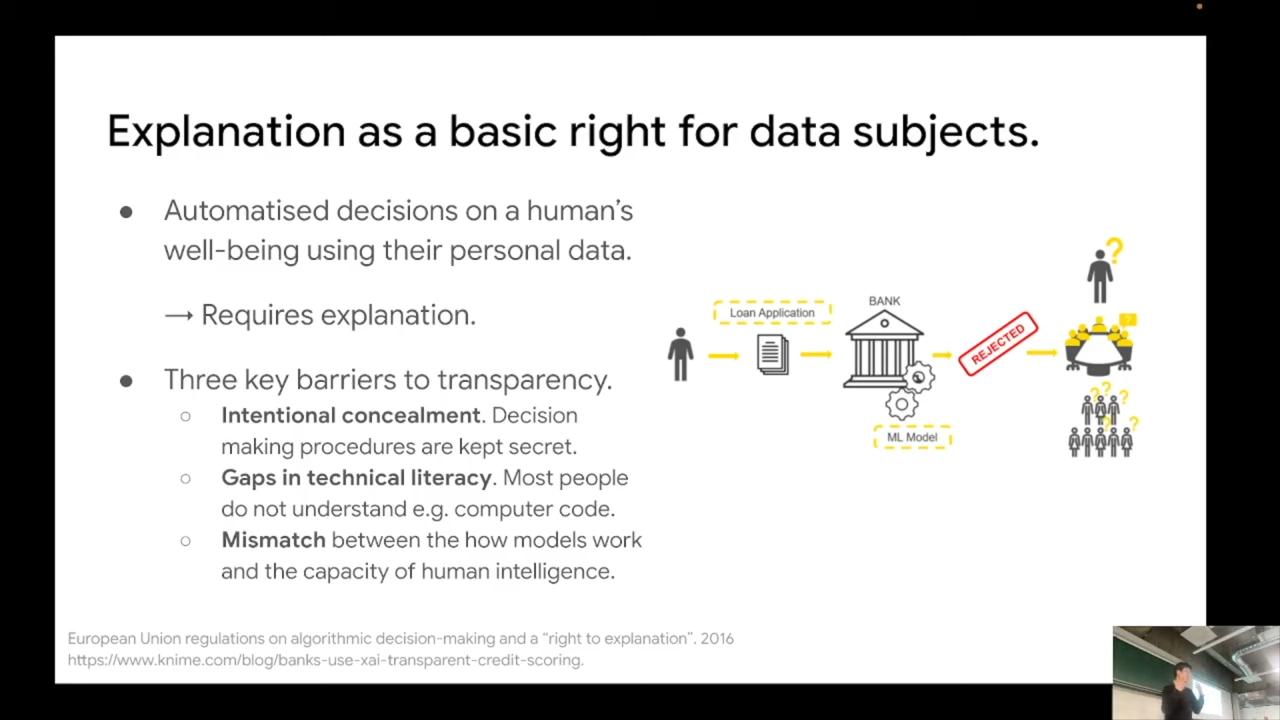 Explanation as a basic right for data subjects.
● Automatised decisions on a human's
well-being using their personal data.
→ Requires explanation.
● Three key barriers to transparency.
○ Intentional concealment. Decision
making procedures are kept secret.
○ Gaps in technical literacy. Most people
do not understand e.g. computer code.
○ Mismatch between the how models work
and the capacity of human intelligence.
Loan Application
BANK
ML Model
REJECTED
?
?
? ? ?
? ?
European Union regulations on algorithmic decision-making and a “right to explanation”. 2016
https://www.knime.com/blog/banks-use-xai-transparent-credit-scoring.